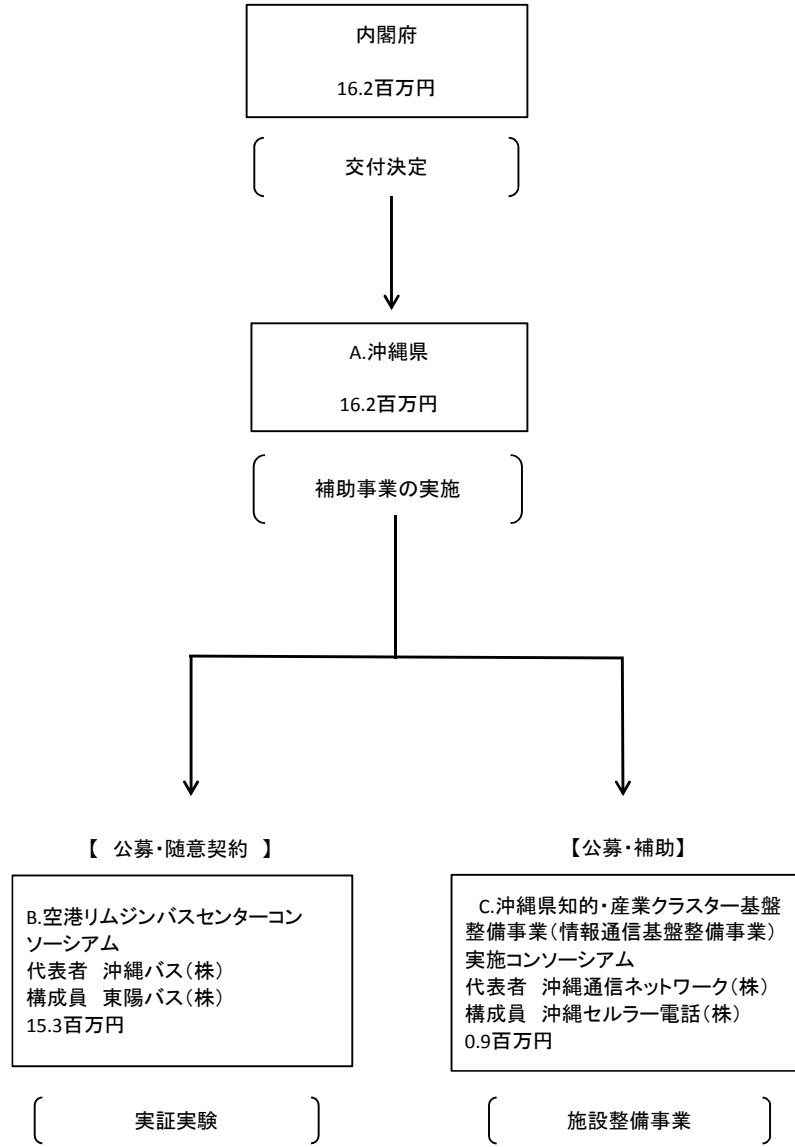 内閣府
16.2百万円
交付決定
A.沖縄県
16.2百万円
補助事業の実施
【 公募・随意契約 】
B.空港リムジンバスセンターコン
ソーシアム
代表者 沖縄バス(株)
構成員 東陽バス(株)
15.3百万円
実証実験
【公募・補助】
C.沖縄県知的・産業クラスター基盤
整備事業(情報通信基盤整備事業)
実施コンソーシアム
代表者 沖縄通信ネットワーク(株)
構成員 沖縄セルラー電話(株)
0.9百万円
施設整備事業